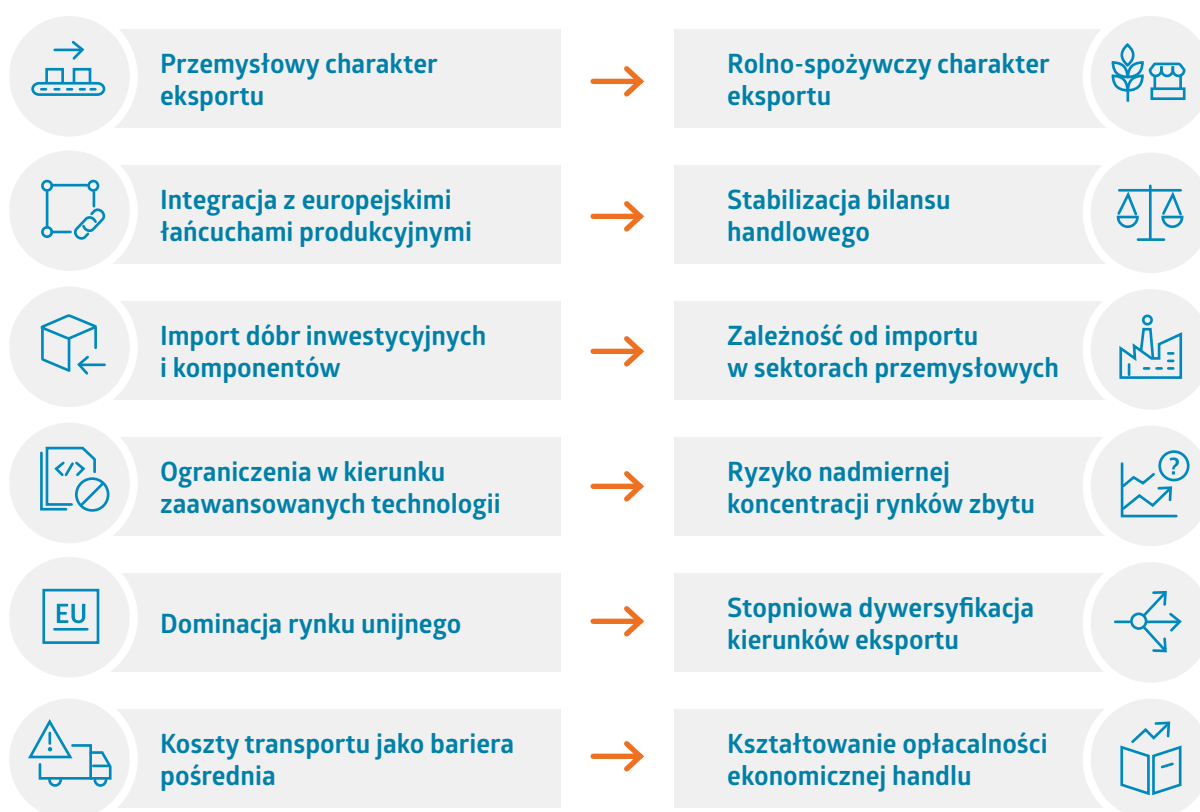 Przemysłowy charakter
eksportu
Rolno-spożywczy charakter
eksportu
Integracja z europejskimi
łańcuchami produkcyjnymi
Stabilizacja bilansu
handlowego
Import dóbr inwestycyjnych
i komponentów
Zależność od importu
w sektorach przemysłowych
</>
Ograniczenia w kierunku
zaawansowanych technologii
Ryzyko nadmiernej
koncentracji rynków zbytu
?
EU
Dominacja rynku unijnego
Stopniowa dywersyfikacja
kierunków eksportu
!
Koszty transportu jako bariera
pośrednia
Kształtowanie opłacalności
ekonomicznej handlu